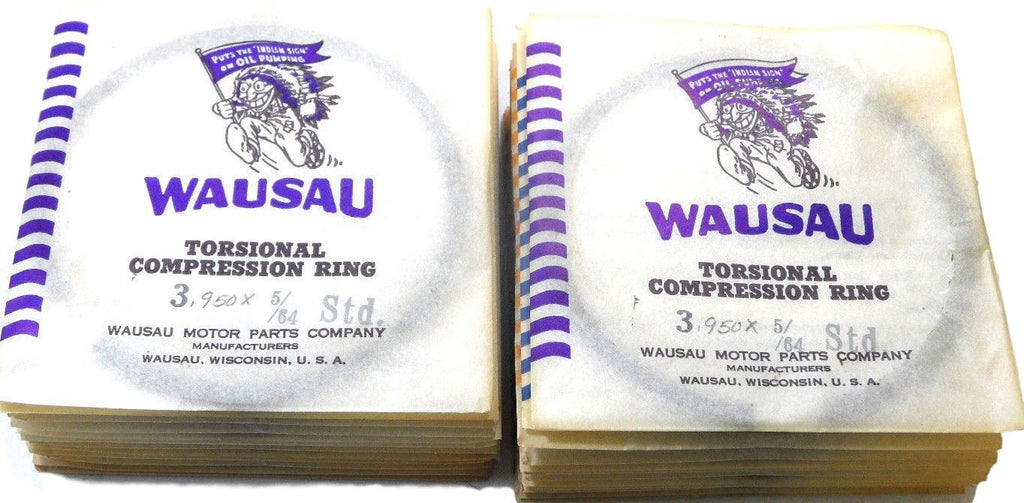 PUTS THE "INDIAN SIGN"
ON OIL PUMPING
WAUSAU
TORSIONAL
COMPRESSION RING
3.950X 5/64 Std.
WAUSAU MOTOR PARTS COMPANY
MANUFACTURERS
WAUSAU, WISCONSIN, U. S. A.
PUTS THE "INDIAN SIGN"
ON OIL PUMPING
WAUSAU
TORSIONAL
COMPRESSION RING
3.950X 5/64 Std
WAUSAU MOTOR PARTS COMPANY
MANUFACTURERS
WAUSAU, WISCONSIN, U. S. A.